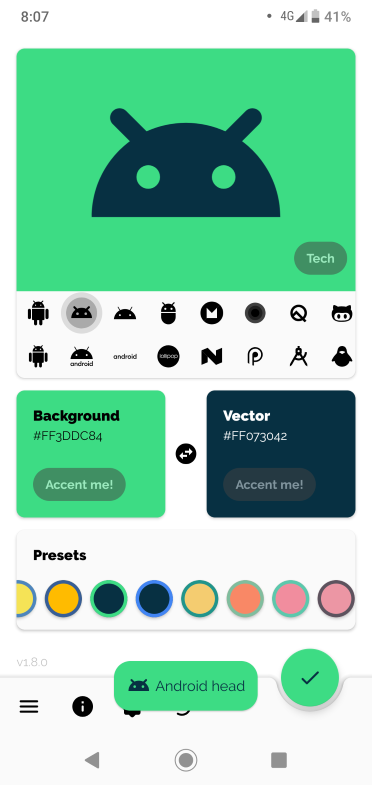 8:07
4G 41%
Tech
android
android
lollipop
Background
#FF3DDC84
Accent me!
Vector
#FF073042
Accent me!
Presets
v1.8.0
Android head